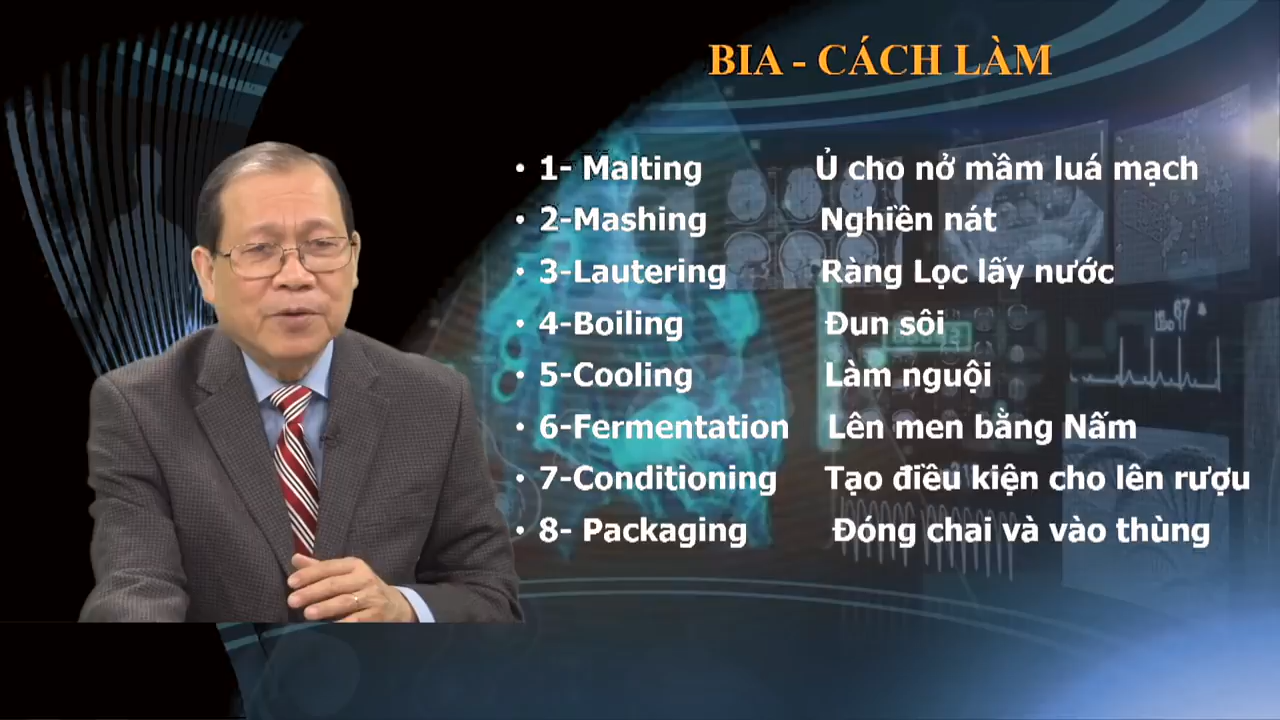 BIA - CÁCH LÀM
• 1- Malting Ủ cho nở mầm luá mạch
• 2-Mashing Nghiền nát
• 3-Lautering Ràng Lọc lấy nước
• 4-Boiling Đun sôi
• 5-Cooling Làm nguội
• 6-Fermentation Lên men bằng Nấm
• 7-Conditioning Tạo điều kiện cho lên rượu
• 8- Packaging Đóng chai và vào thùng
67